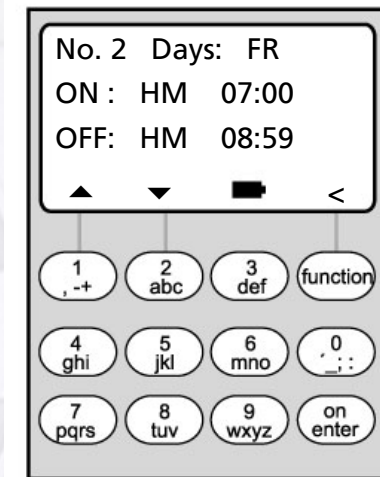 No. 2 Days: FR
ON : HM 07:00
OFF: HM 08:59
<
1 2 3 function
, -+ abc def
4 5 6 0
ghi jkl mno ´_; :
7 8 9 on
pqrs tuv wxyz enter